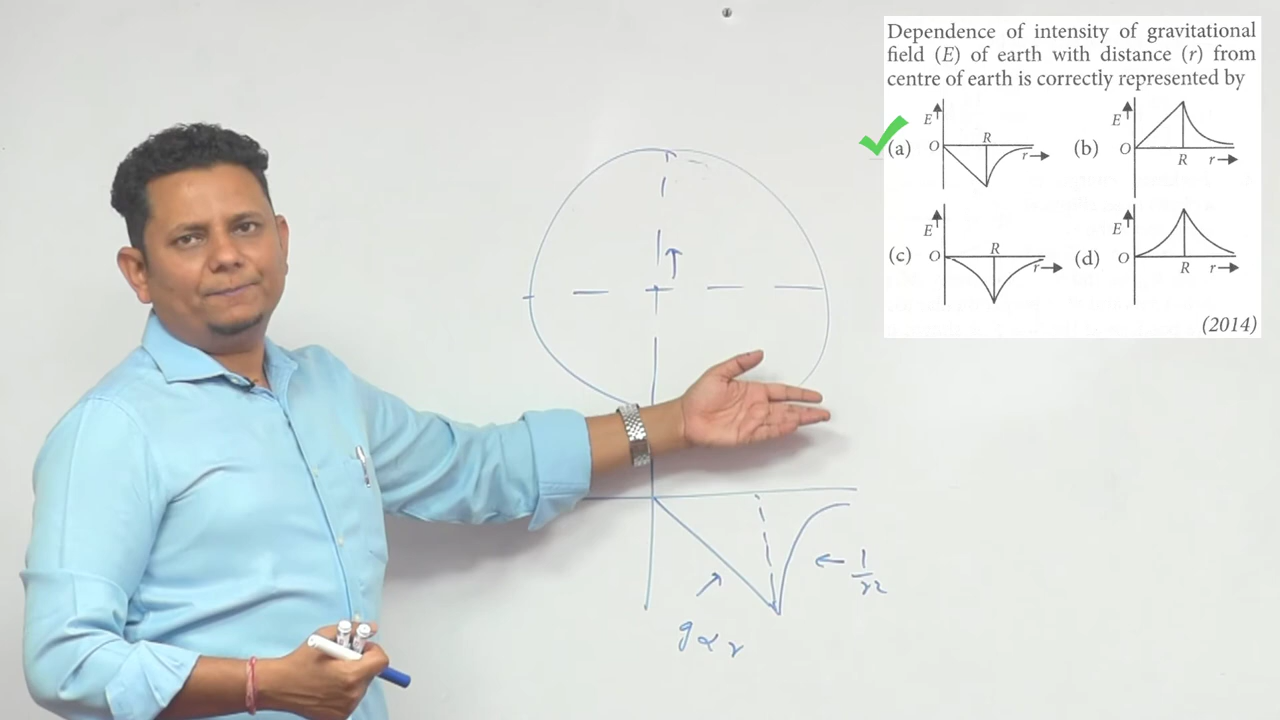 Dependence of intensity of gravitational
field (E) of earth with distance (r) from
centre of earth is correctly represented by
(a) E O R r
(b) E O R r
(c) E O R r
(d) E O R r
(2014)
1/r2
g ∝ r